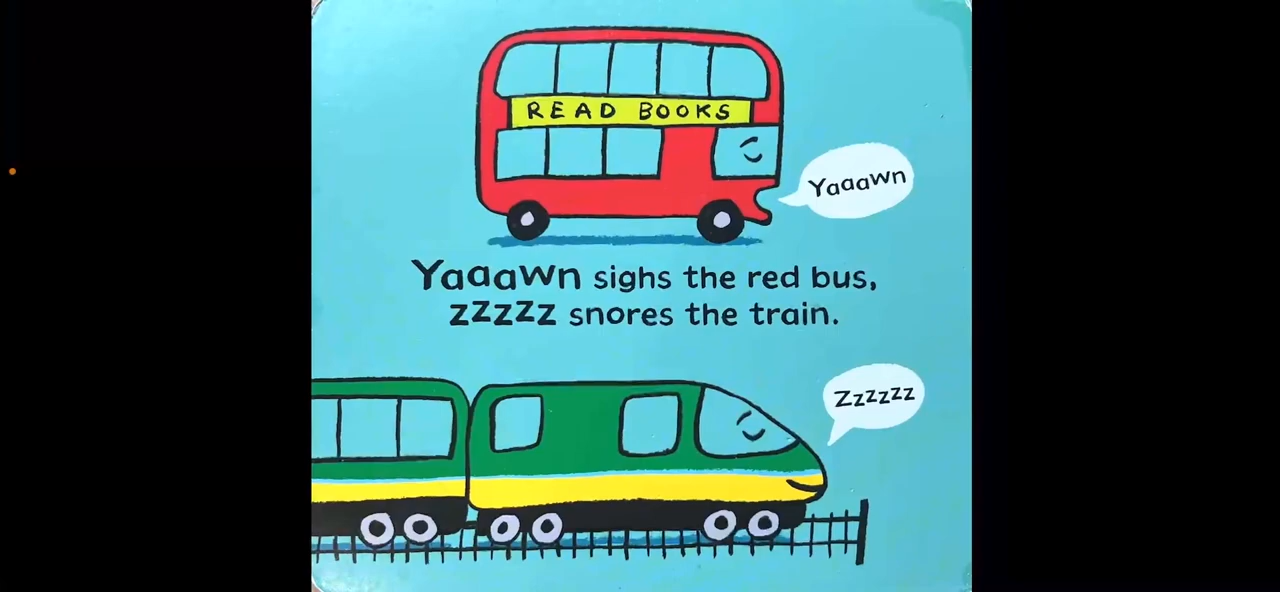 READ BOOKS
Yaaawn
Yaaawn sighs the red bus,
zzzzz snores the train.
Zzzzzz